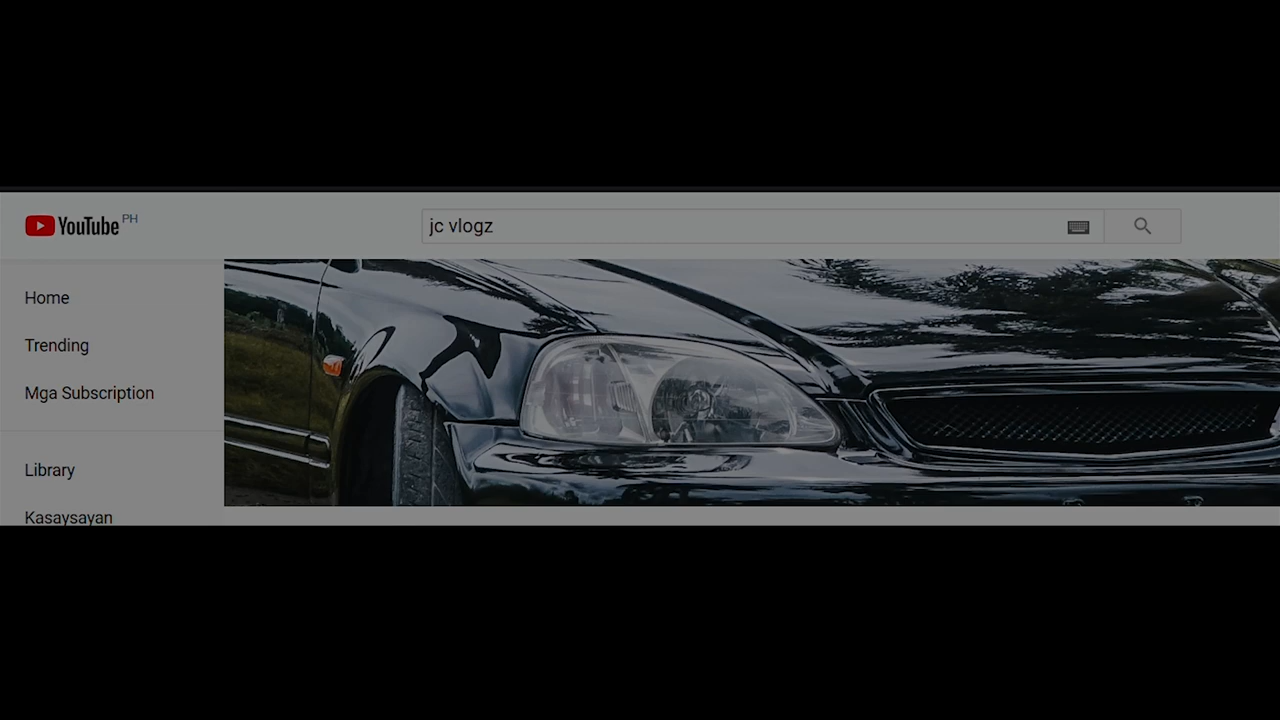 YouTube PH
jc vlogz
Home
Trending
Mga Subscription
Library
Kasaysayan